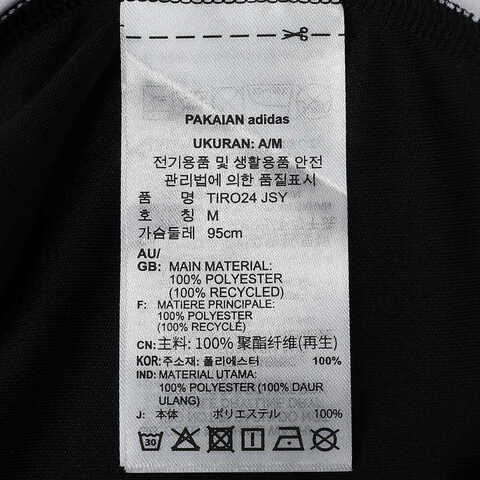 PAKAIAN adidas
UKURAN: A/M
전기용품 및 생활용품 안전
관리법에 의한 품질표시
품 명 TIRO24 JSY
호 칭 M
가슴둘레 95cm
AU/
GB: MAIN MATERIAL:
100% POLYESTER
(100% RECYCLED)
F: MATIERE PRINCIPALE:
100% POLYESTER
(100% RECYCLÉ)
CN: 主料: 100% 聚酯纤维(再生)
KOR: 주소재: 폴리에스터 100%
IND: MATERIAL UTAMA:
100% POLYESTER (100% DAUR
ULANG)
J: 本体 ポリエステル 100%
30